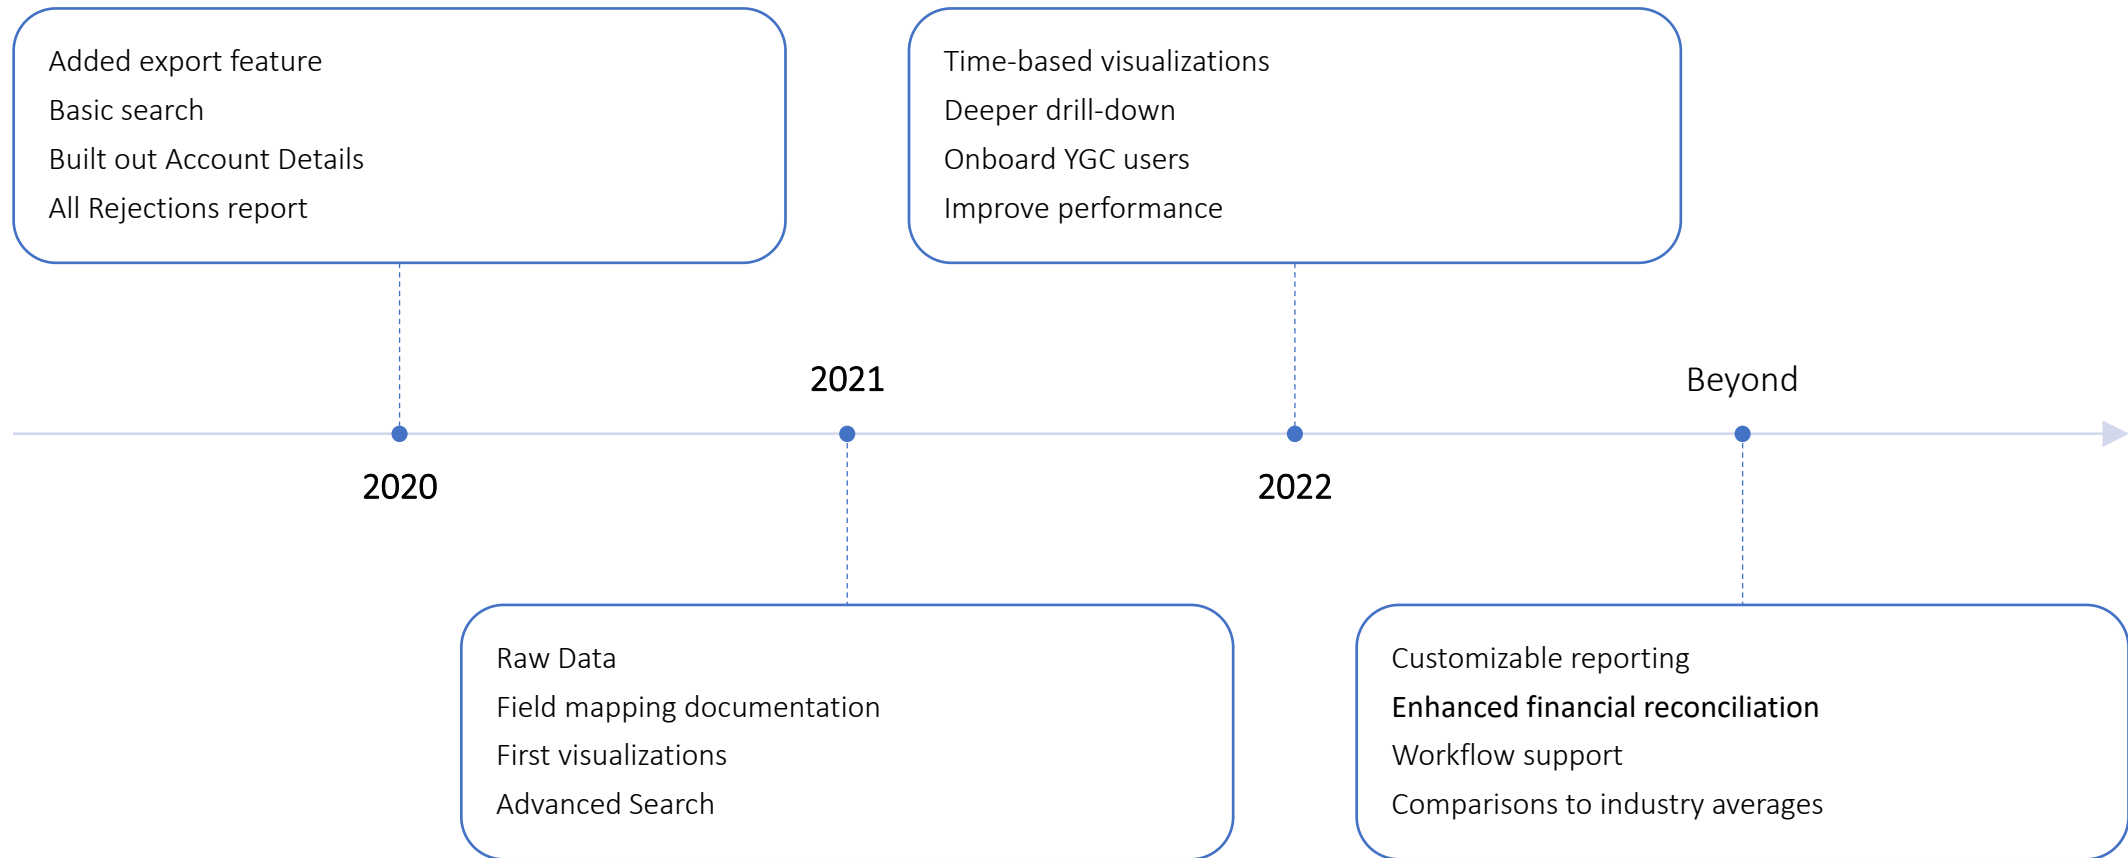 Added export feature
Basic search
Built out Account Details
All Rejections report
2020
2021
Raw Data
Field mapping documentation
First visualizations
Advanced Search
Time-based visualizations
Deeper drill-down
Onboard YGC users
Improve performance
2022
Beyond
Customizable reporting
Enhanced financial reconciliation
Workflow support
Comparisons to industry averages